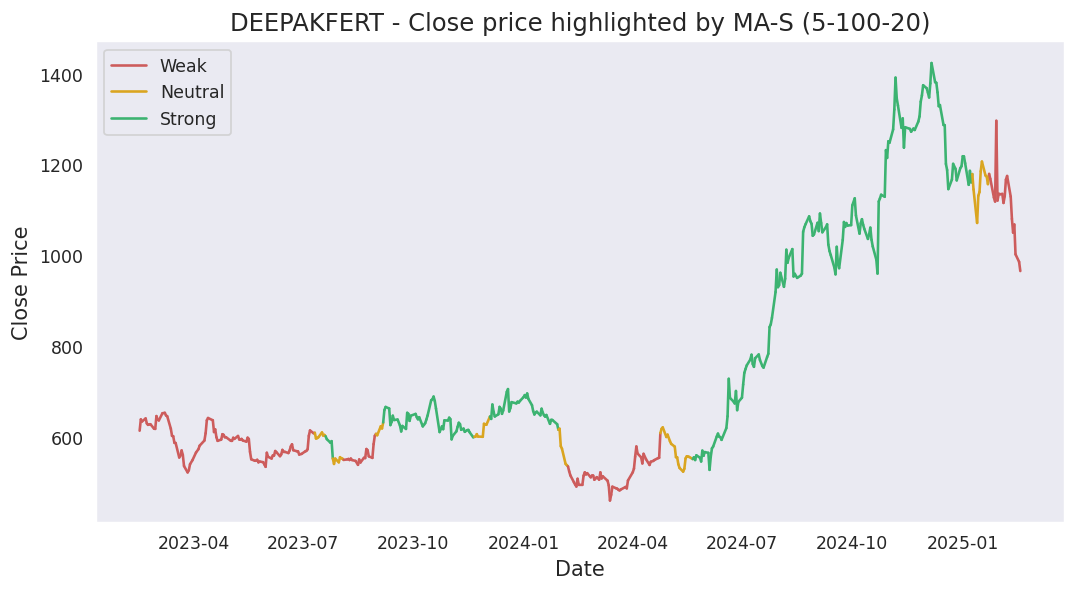 DEEPAKFERT - Close price highlighted by MA-S (5-100-20)
Weak
Neutral
Strong
1400
1200
1000
800
600
Close Price
2023-04 2023-07 2023-10 2024-01 2024-04 2024-07 2024-10 2025-01
Date